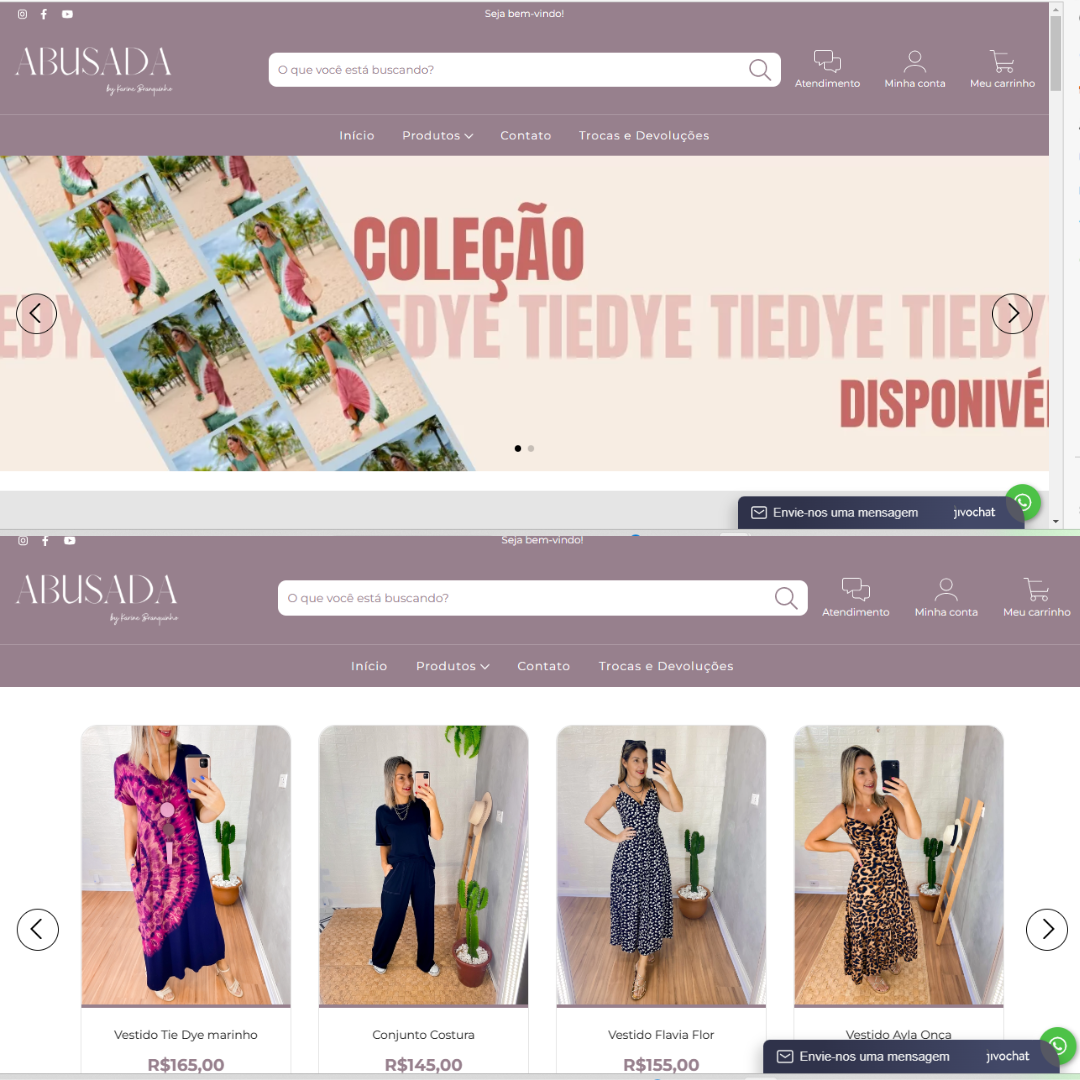 Seja bem-vindo!
ABUSADA
by Karine Branquinho
O que você está buscando?
Atendimento
Minha conta
Meu carrinho
Início
Produtos
Contato
Trocas e Devoluções
COLEÇÃO
EDYE TIEDYE TIEDYE TIEDY
DISPONIVÉ
Envie-nos uma mensagem
jivochat
Seja bem-vindo!
ABUSADA
by Karine Branquinho
O que você está buscando?
Atendimento
Minha conta
Meu carrinho
Início
Produtos
Contato
Trocas e Devoluções
Vestido Tie Dye marinho
R$165,00
Conjunto Costura
R$145,00
Vestido Flavia Flor
R$155,00
Vestido Ayla Onça
Envie-nos uma mensagem
jivochat